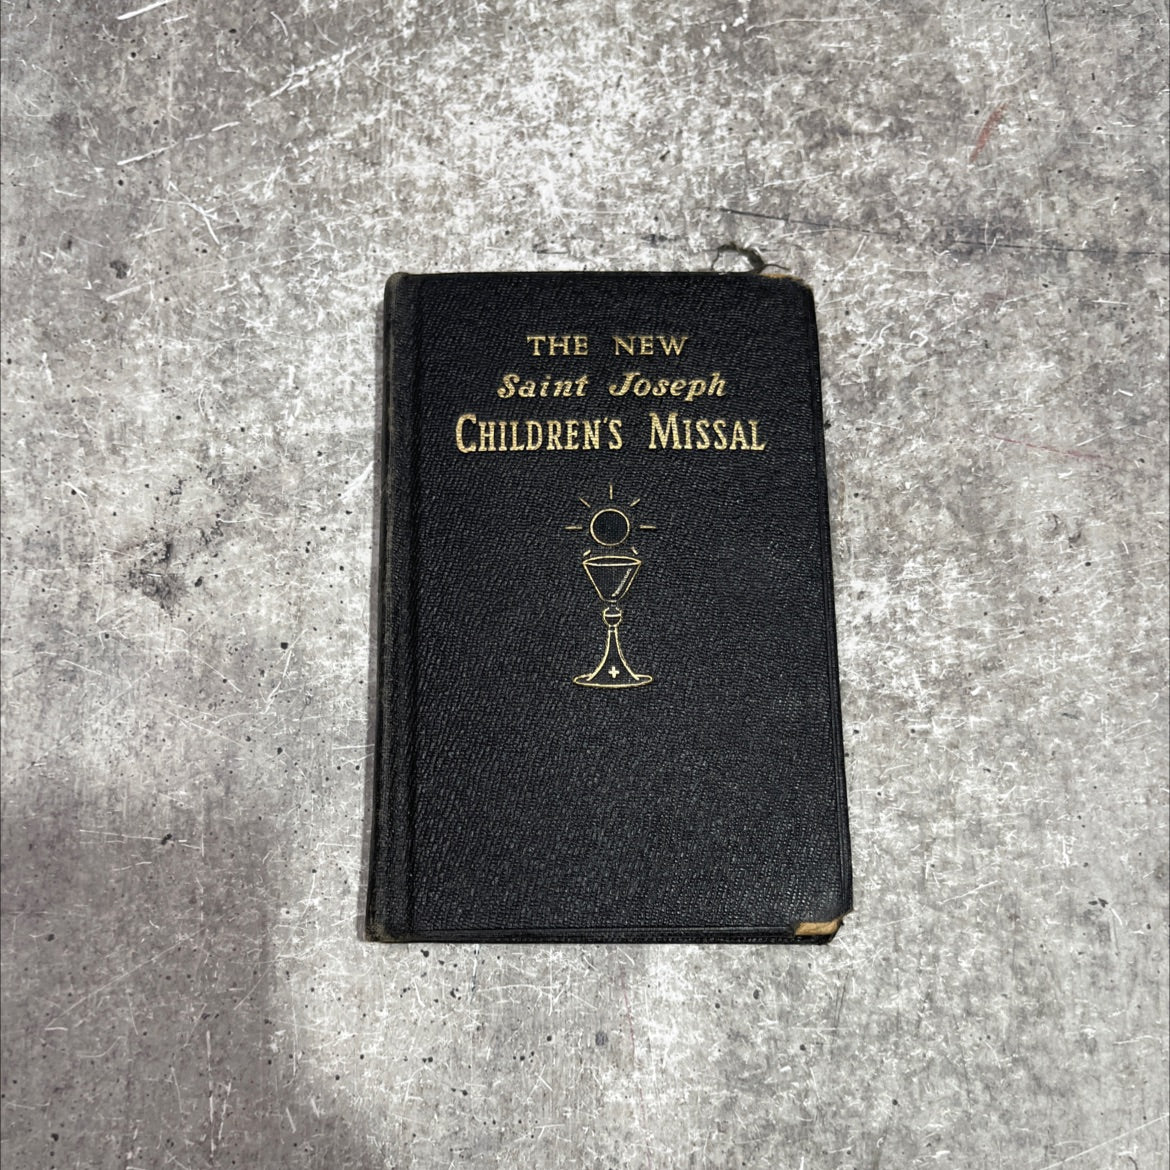 THE NEW
Saint Joseph
CHILDREN'S MISSAL